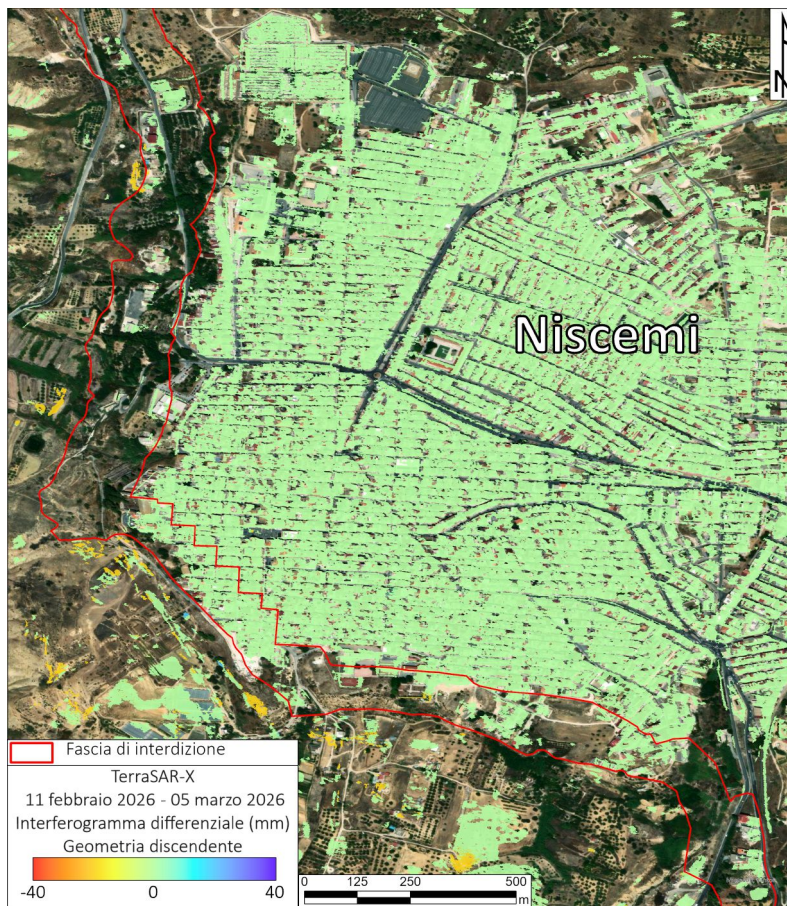 N
Niscemi
Fascia di interdizione
TerraSAR-X
11 febbraio 2026 - 05 marzo 2026
Interferogramma differenziale (mm)
Geometria discendente
-40 0 40
0 125 250 500
m